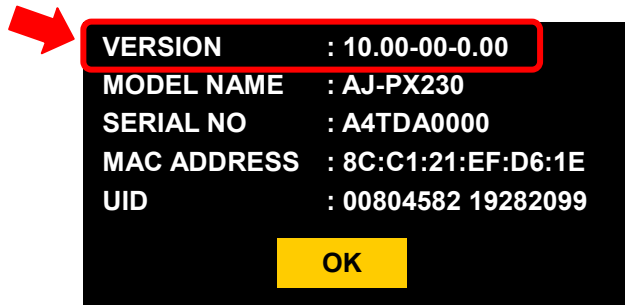 VERSION : 10.00-00-0.00
MODEL NAME : AJ-PX230
SERIAL NO : A4TDA0000
MAC ADDRESS : 8C:C1:21:EF:D6:1E
UID : 00804582 19282099
OK